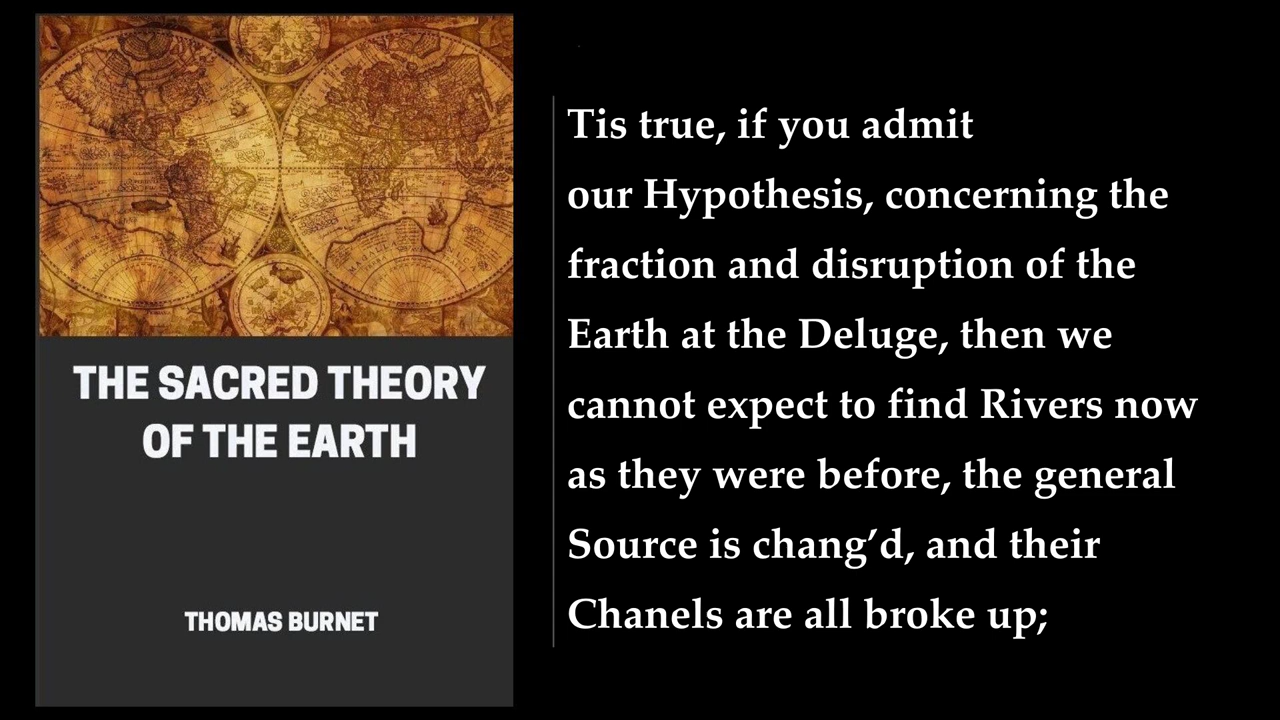 THE SACRED THEORY
OF THE EARTH
THOMAS BURNET
Tis true, if you admit
our Hypothesis, concerning the
fraction and disruption of the
Earth at the Deluge, then we
cannot expect to find Rivers now
as they were before, the general
Source is chang’d, and their
Chanels are all broke up;